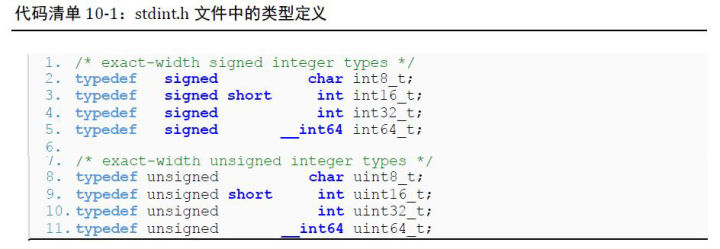 代码清单 10-1：stdint.h 文件中的类型定义
1. /* exact-width signed integer types */
2. typedef   signed          char int8_t;
3. typedef   signed short     int int16_t;
4. typedef   signed           int int32_t;
5. typedef   signed       __int64 int64_t;
6.
7. /* exact-width unsigned integer types */
8. typedef unsigned          char uint8_t;
9. typedef unsigned short     int uint16_t;
10. typedef unsigned           int uint32_t;
11. typedef unsigned       __int64 uint64_t;